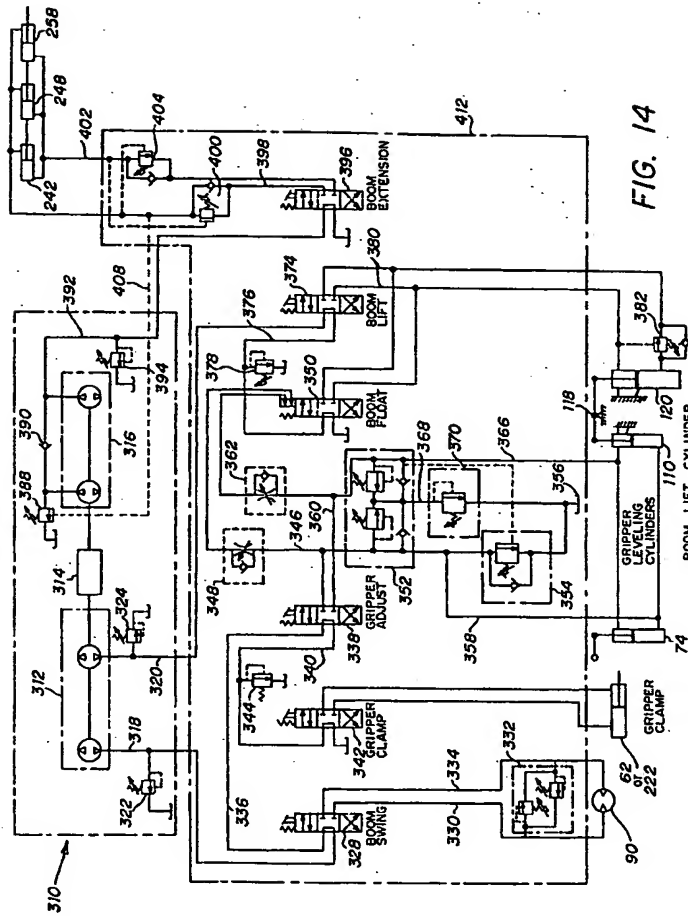 258
248
242
402
404
412
400
398
396
BOOM
EXTENSION
408
392
394
390
388
316
314
312
324
320
318
322
310
374
380
BOOM
LIFT
376
378
350
BOOM
FLOAT
362
348
346
360
352
368
370
366
354
356
358
GRIPPER
ADJUST
338
340
344
GRIPPER
CLAMP
342
336
BOOM
SWING
328
334
330
332
90
GRIPPER
CLAMP
62
or
222
74
GRIPPER
LEVELING
CYLINDERS
110
118
120
382
BOOM LIFT CYLINDER
FIG. 14